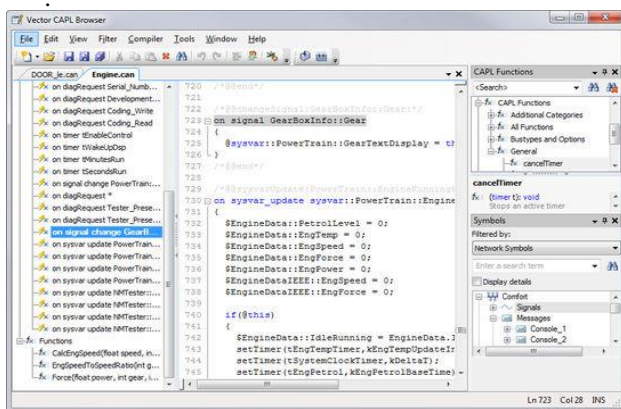 Vector CAPL Browser
File Edit View Filter Compiler Tools Window Help
DOOR_le.can Engine.can
on diagRequest Serial_Numb...
on diagRequest Development...
on diagRequest Coding_Write
on diagRequest Coding_Read
on timer tEnableControl
on timer tWakeUpDsp
on timer tMinutesRun
on timer tSecondsRun
on signal change PowerTrain:...
on diagRequest *
on diagRequest Tester_Prese...
on diagRequest Tester_Prese...
on signal change GearB...
on sysvar update PowerTrain...
on sysvar update PowerTrain...
on sysvar update NMTester::...
on sysvar update PowerTrain...
on sysvar update NMTester::...
on sysvar update NMTester::...
on sysvar update NMTester::...
Functions
CalcEngSpeed(float speed, in...
EngSpeedToSpeedRatio(int g...
Force(float power, int gear, i...
720 /*@@end*/
721
722 /*@@changeSignal:GearBoxInfo::Gear:*/
723 on signal GearBoxInfo::Gear
724 {
725 @sysvar::PowerTrain::GearTextDisplay = th
726 }
727 /*@@end*/
728
729 /*@@sysvarUpdate:PowerTrain::EngineRunning
730 on sysvar_update sysvar::PowerTrain::Engine
731 {
732 $EngineData::PetrolLevel = 0;
733 $EngineData::EngTemp = 0;
734 $EngineData::EngSpeed = 0;
735 $EngineData::EngForce = 0;
736 $EngineData::EngPower = 0;
737 $EngineDataIEEE::EngSpeed = 0;
738 $EngineDataIEEE::EngForce = 0;
739
740 if(@this)
741 {
742 $EngineData::IdleRunning = EngineData.I
743 setTimer(tEngTempTimer,kEngTempUpdateIn
744 setTimer(tSystemClockTimer,kDeltaT);
745 setTimer(tEngPetrol,kEngPetrolBaseTime)
CAPL Functions
<Search>
CAPL Functions
Additional Categories
All Functions
Bustypes and Options
General
cancelTimer
cancelTimer
(timer t): void
Stops an active timer
Symbols
Filtered by:
Network Symbols
Enter a search term
Display details
Comfort
Signals
Messages
Console_1
Console_2
Ln 723 Col 28 INS